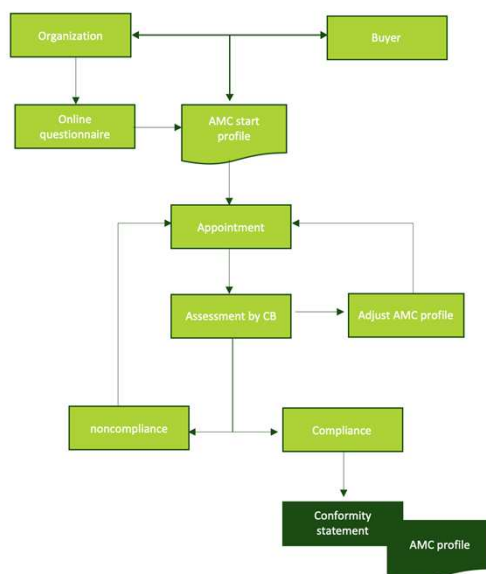 Organization
Buyer
Online
questionnaire
AMC start
profile
Appointment
Assessment by CB
Adjust AMC profile
noncompliance
Compliance
Conformity
statement
AMC profile